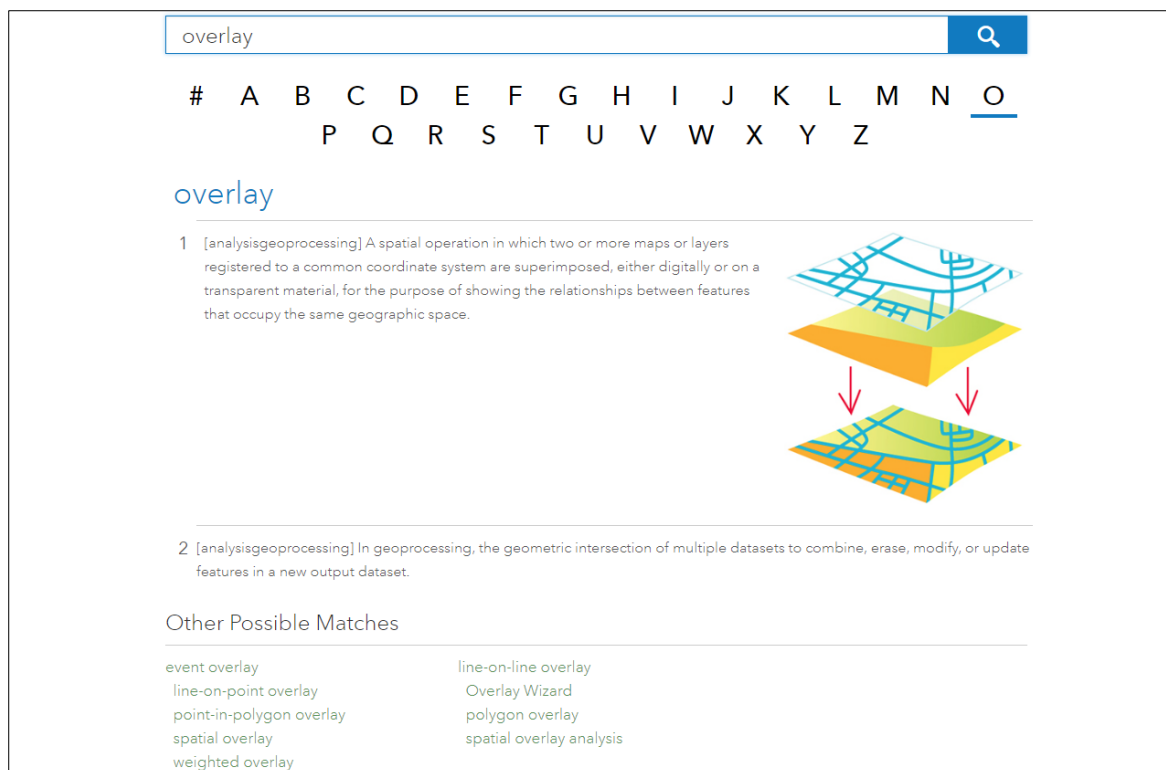 overlay
# A B C D E F G H I J K L M N O
P Q R S T U V W X Y Z
overlay
1 [analysisgeoprocessing] A spatial operation in which two or more maps or layers
registered to a common coordinate system are superimposed, either digitally or on a
transparent material, for the purpose of showing the relationships between features
that occupy the same geographic space.
2 [analysisgeoprocessing] In geoprocessing, the geometric intersection of multiple datasets to combine, erase, modify, or update
features in a new output dataset.
Other Possible Matches
event overlay
line-on-point overlay
point-in-polygon overlay
spatial overlay
weighted overlay
line-on-line overlay
Overlay Wizard
polygon overlay
spatial overlay analysis